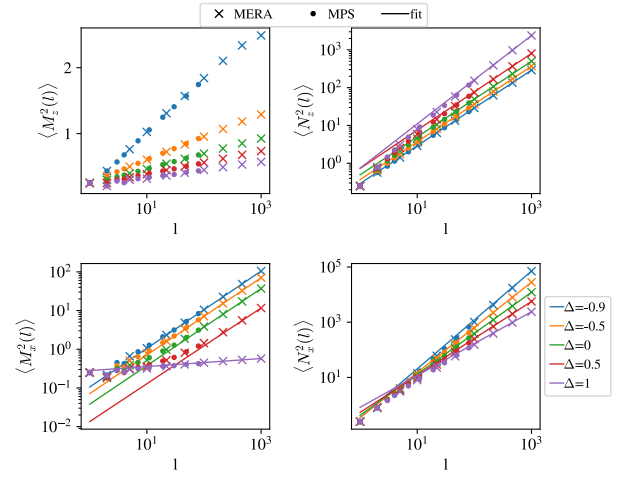 MERA MPS fit
⟨M_z^2(l)⟩
2
1
10^1 10^3
l
⟨N_z^2(l)⟩
10^3
10^2
10^1
10^0
10^1 10^3
l
⟨M_x^2(l)⟩
10^2
10^1
10^0
10^−1
10^−2
10^1 10^3
l
⟨N_x^2(l)⟩
10^5
10^3
10^1
10^1 10^3
l
Δ=-0.9
Δ=-0.5
Δ=0
Δ=0.5
Δ=1